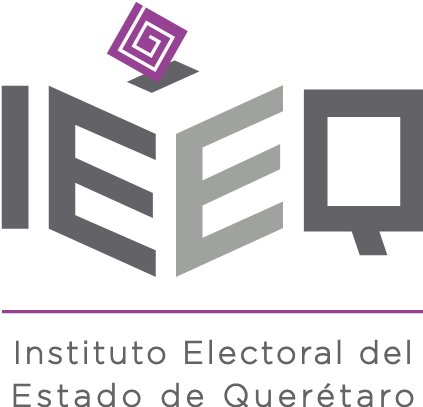 IEEQ
Instituto Electoral del
Estado de Querétaro